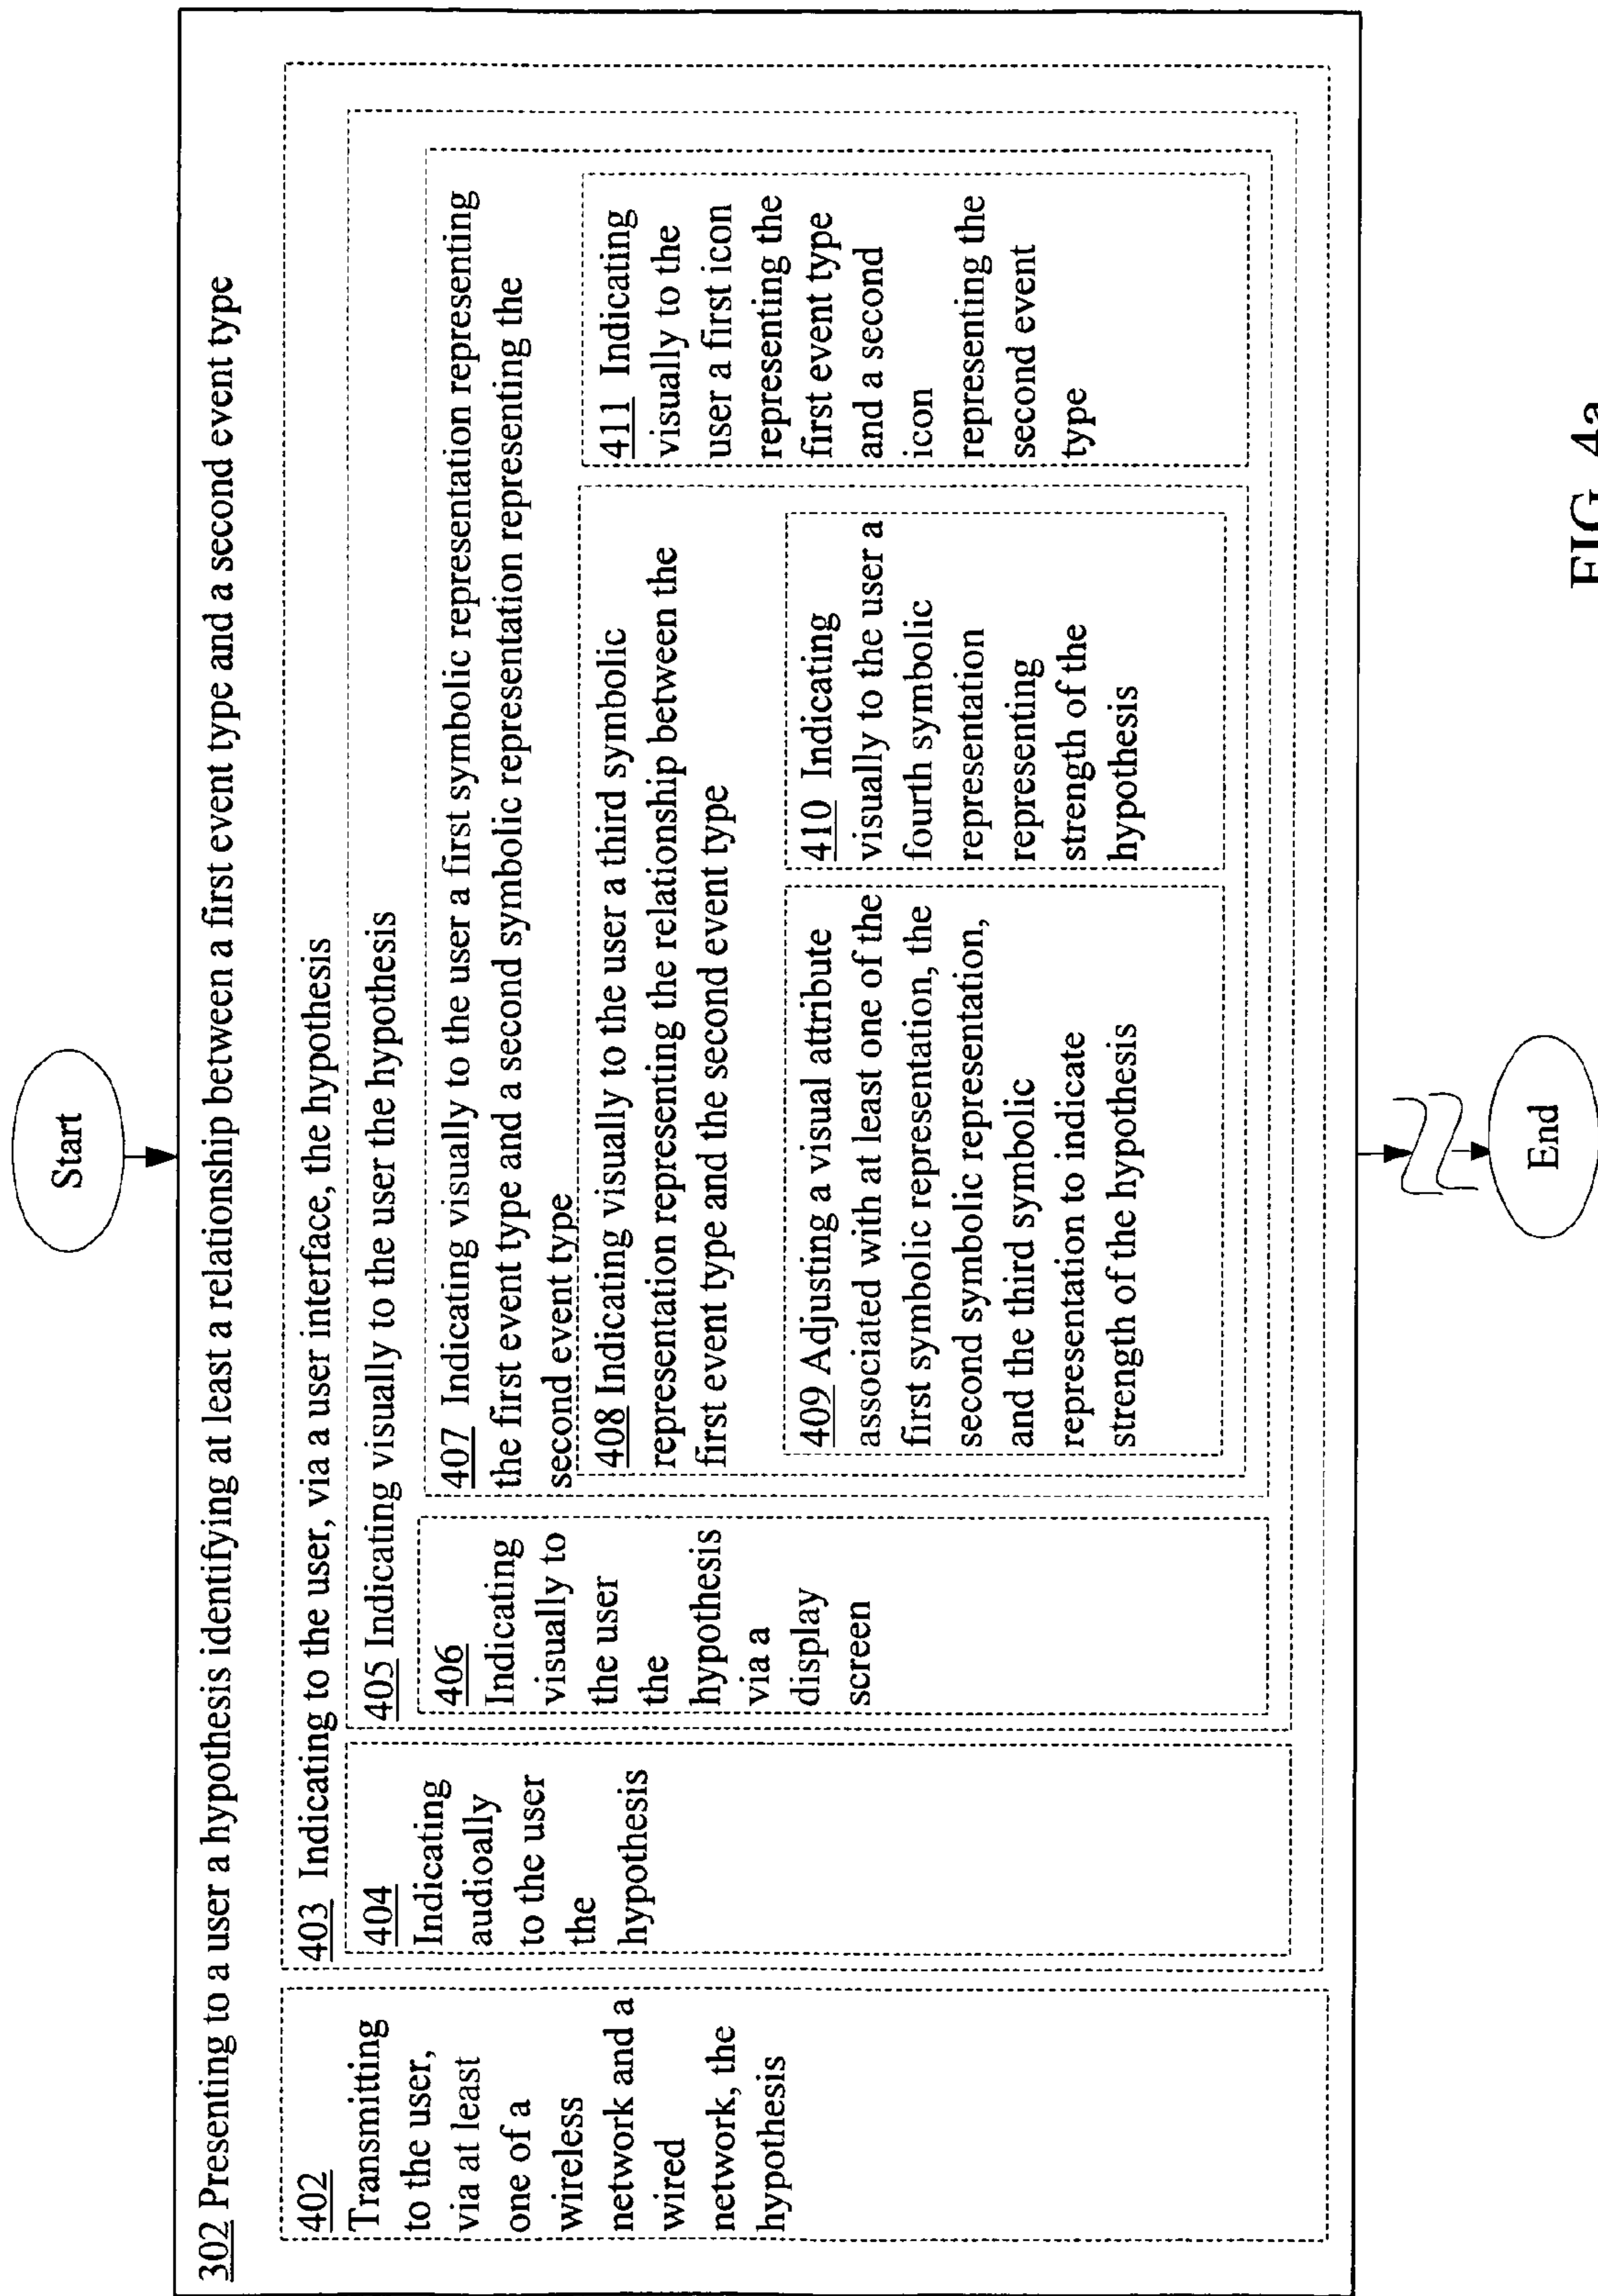 Start
302 Presenting to a user a hypothesis identifying at least a relationship between a first event type and a second event type
402
Transmitting
to the user,
via at least
one of a
wireless
network and a
wired
network, the
hypothesis
403 Indicating to the user, via a user interface, the hypothesis
404
Indicating
audioally
to the user
the
hypothesis
405 Indicating visually to the user the hypothesis
406
Indicating
visually to
the user
the
hypothesis
via a
display
screen
407 Indicating visually to the user a first symbolic representation representing
the first event type and a second symbolic representation representing the
second event type
408 Indicating visually to the user a third symbolic
representation representing the relationship between the
first event type and the second event type
409 Adjusting a visual attribute
associated with at least one of the
first symbolic representation, the
second symbolic representation,
and the third symbolic
representation to indicate
strength of the hypothesis
410 Indicating
visually to the user a
fourth symbolic
representation
representing
strength of the
hypothesis
411 Indicating
visually to the
user a first icon
representing the
first event type
and a second
icon
representing the
second event
type
End
FIG. 4a